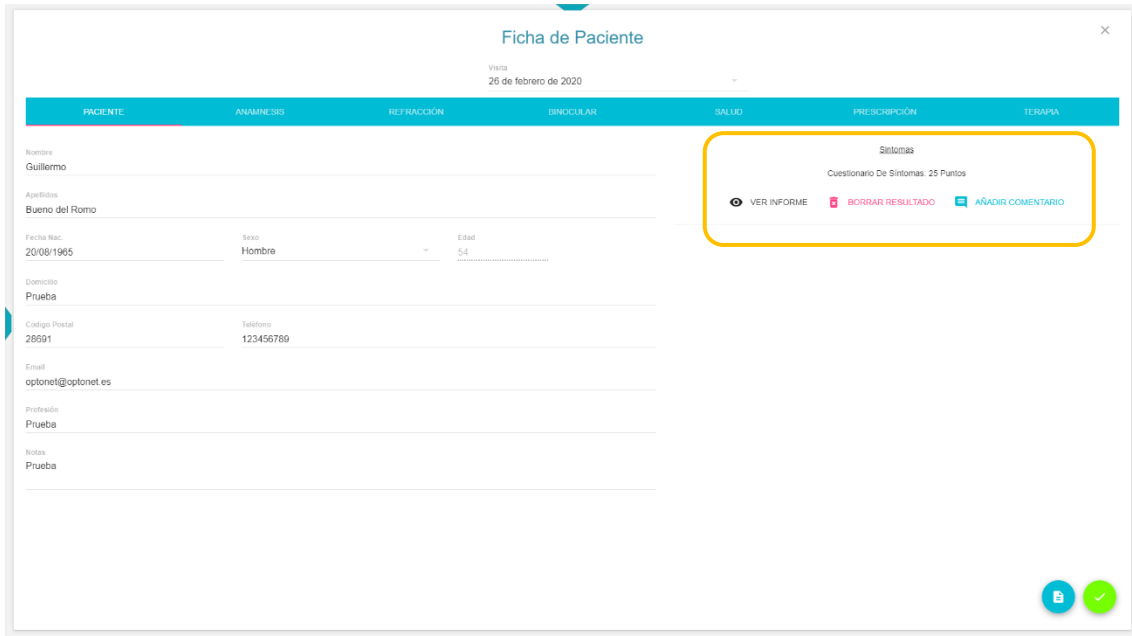 Ficha de Paciente
Visita
26 de febrero de 2020
PACIENTE ANAMNESIS REFRACCIÓN BINOCULAR SALUD PRESCRIPCIÓN TERAPIA
Nombre
Guillermo
Apellidos
Bueno del Romo
Fecha Nac. Sexo Edad
20/08/1965 Hombre 54
Domicilio
Prueba
Código Postal Teléfono
28691 123456789
Email
optonet@optonet.es
Profesión
Prueba
Notas
Prueba
Síntomas
Cuestionario De Síntomas: 25 Puntos
VER INFORME BORRAR RESULTADO AÑADIR COMENTARIO